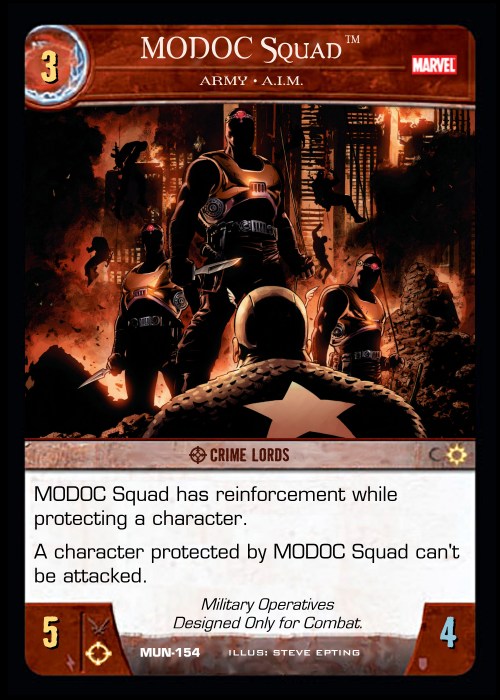 3
MODOC Squad™
MARVEL
ARMY • A.I.M.
CRIME LORDS
C
MODOC Squad has reinforcement while
protecting a character.
A character protected by MODOC Squad can't
be attacked.
Military Operatives
Designed Only for Combat.
5
4
MUN-154 ILLUS: STEVE EPTING